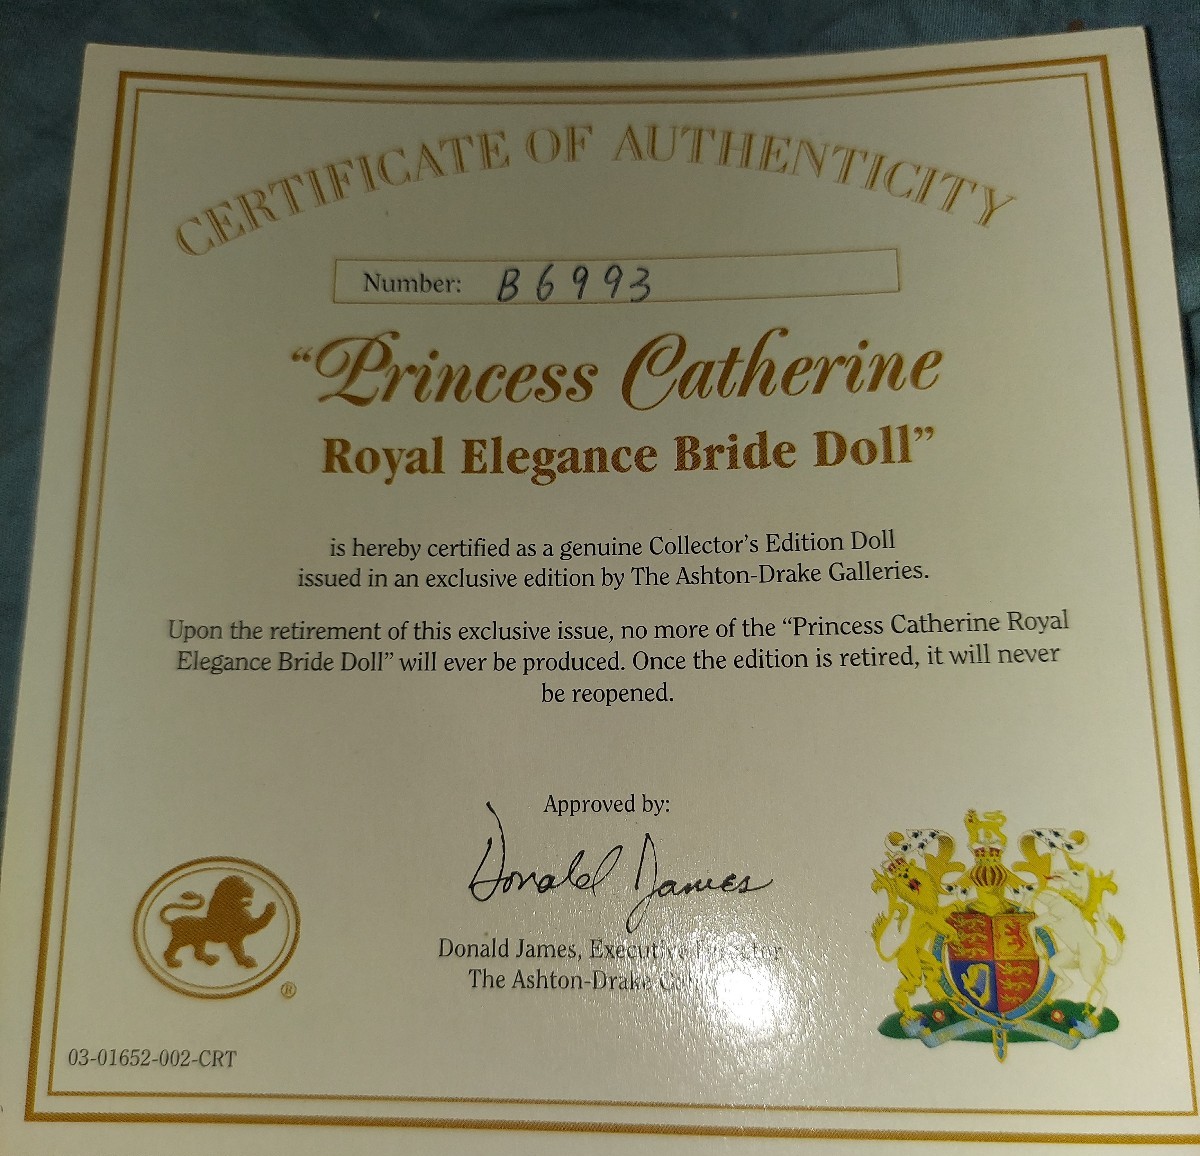 CERTIFICATE OF AUTHENTICITY
Number: B6993
“Princess Catherine
Royal Elegance Bride Doll”
is hereby certified as a genuine Collector’s Edition Doll
issued in an exclusive edition by The Ashton-Drake Galleries.
Upon the retirement of this exclusive issue, no more of the “Princess Catherine Royal
Elegance Bride Doll” will ever be produced. Once the edition is retired, it will never
be reopened.
Approved by:
Donald James
Donald James, Executive Director
The Ashton-Drake
®
03-01652-002-CRT